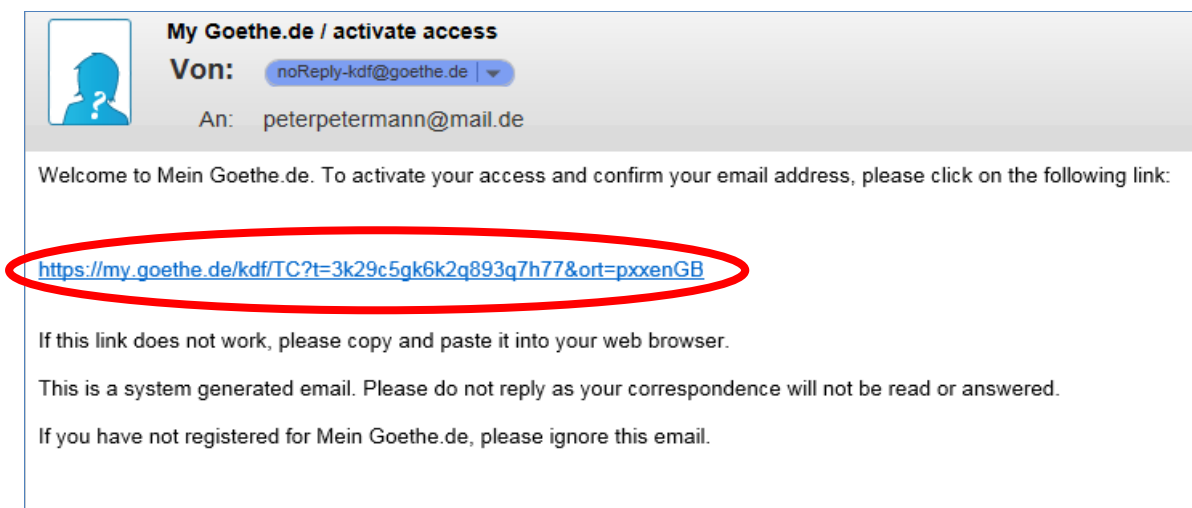 My Goethe.de / activate access
Von: noReply-kdf@goethe.de
An: peterpetermann@mail.de
Welcome to Mein Goethe.de. To activate your access and confirm your email address, please click on the following link:
https://my.goethe.de/kdf/TC?t=3k29c5gk6k2q893q7h77&ort=pxxenGB
If this link does not work, please copy and paste it into your web browser.
This is a system generated email. Please do not reply as your correspondence will not be read or answered.
If you have not registered for Mein Goethe.de, please ignore this email.